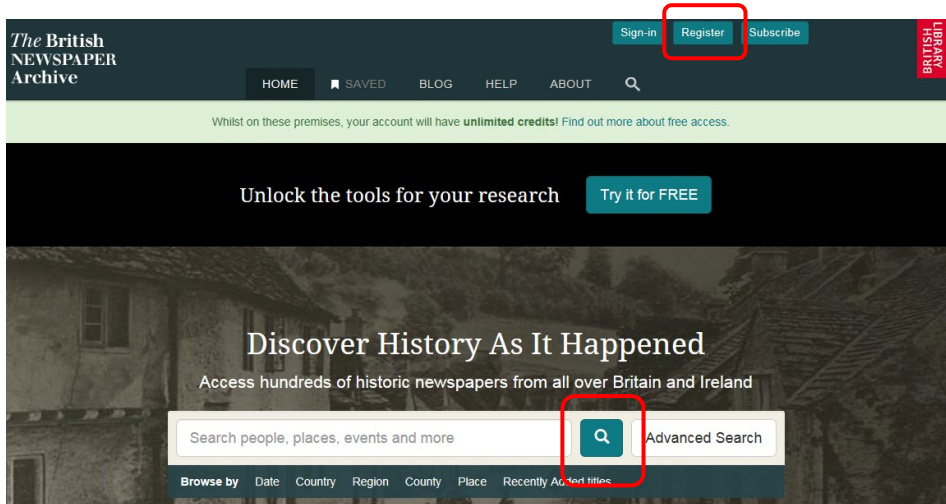 The British
NEWSPAPER
Archive
Sign-in Register Subscribe
LIBRARY
HSITIRB
HOME SAVED BLOG HELP ABOUT
Whilst on these premises, your account will have unlimited credits! Find out more about free access.
Unlock the tools for your research Try it for FREE
Discover History As It Happened
Access hundreds of historic newspapers from all over Britain and Ireland
Search people, places, events and more Advanced Search
Browse by Date Country Region County Place Recently Added titles